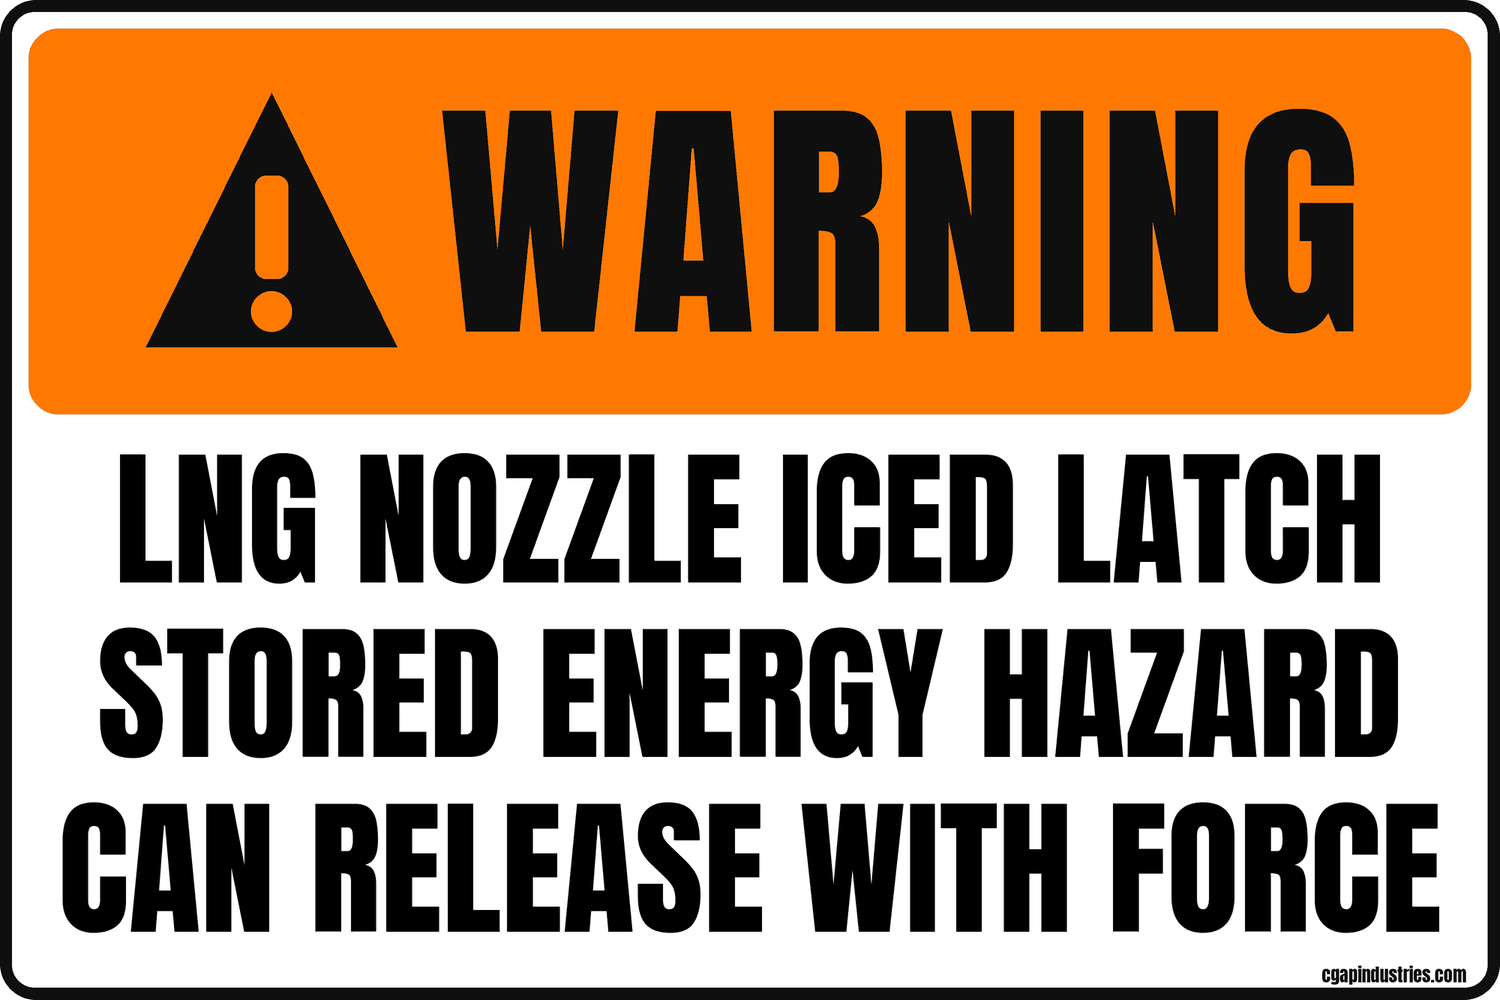 WARNING
LNG NOZZLE ICED LATCH
STORED ENERGY HAZARD
CAN RELEASE WITH FORCE
cgapindustries.com